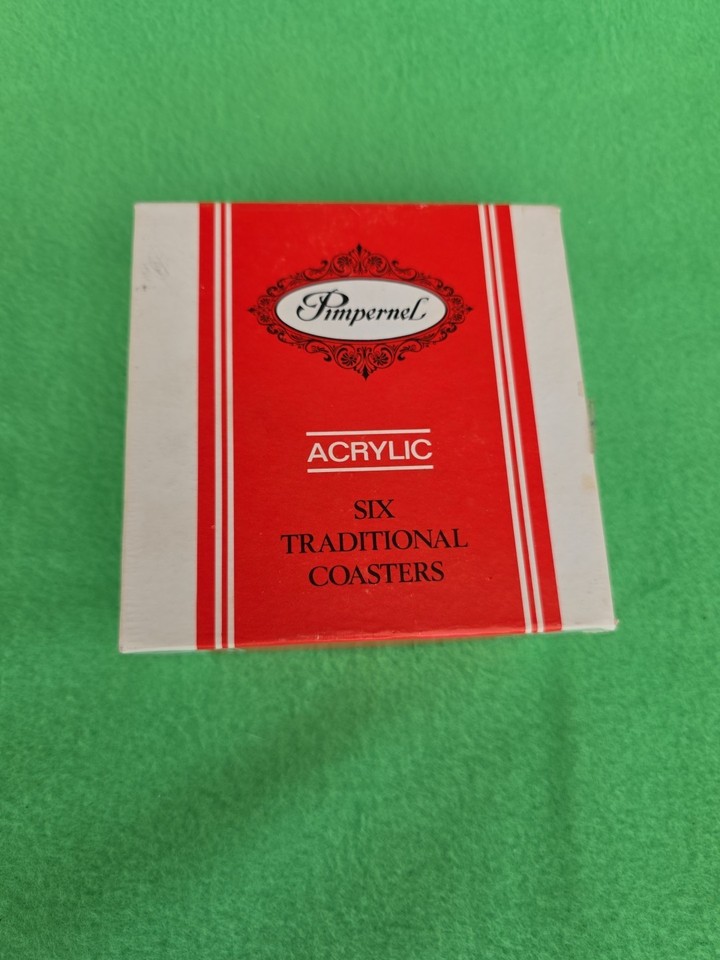 Pimpernel
ACRYLIC
SIX
TRADITIONAL
COASTERS